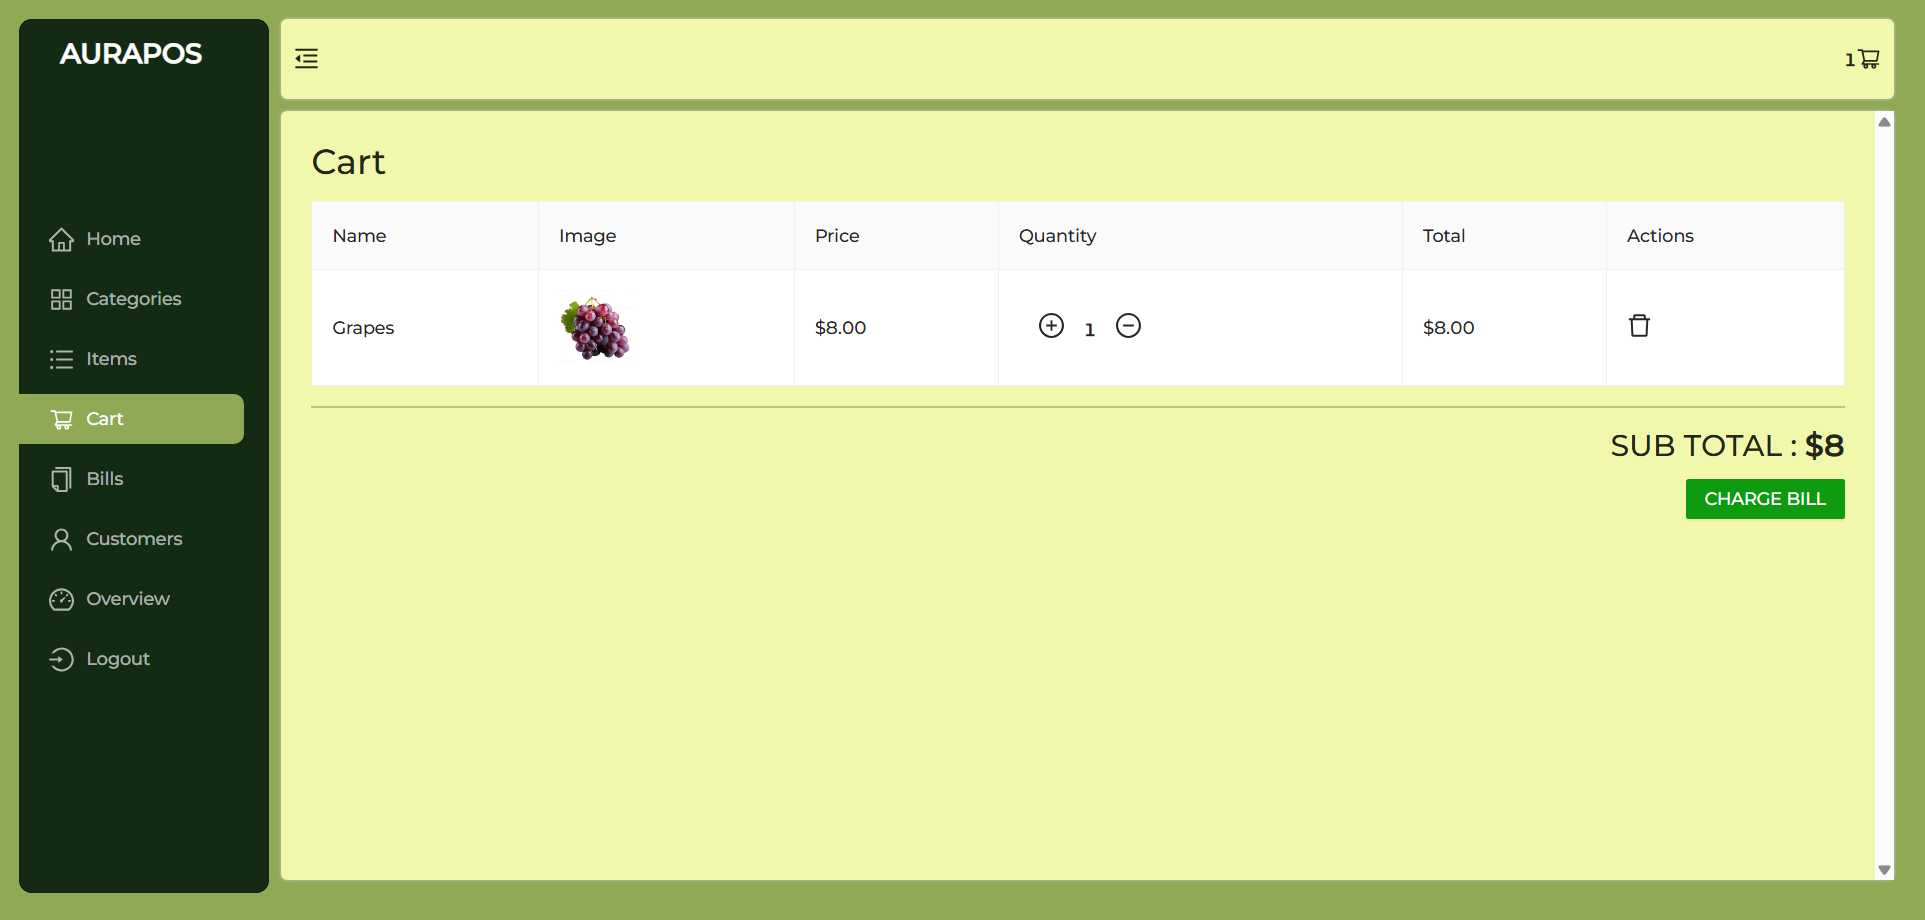 AURAPOS
Home
Categories
Items
Cart
Bills
Customers
Overview
Logout
1
Cart
Name Image Price Quantity Total Actions
Grapes $8.00 1 $8.00
SUB TOTAL : $8
CHARGE BILL